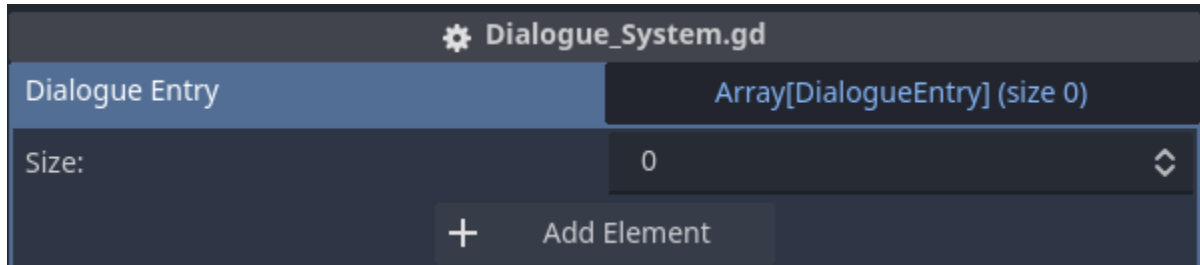 Dialogue_System.gd
Dialogue Entry Array[DialogueEntry] (size 0)
Size: 0
+ Add Element